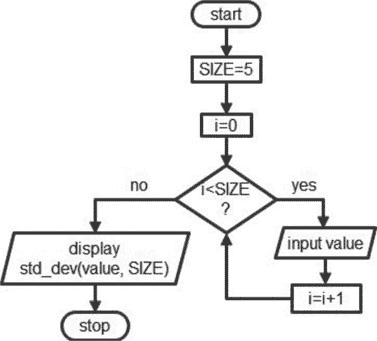 start
SIZE=5
i=0
i<SIZE
?
no
yes
display
std_dev(value, SIZE)
input value
i=i+1
stop